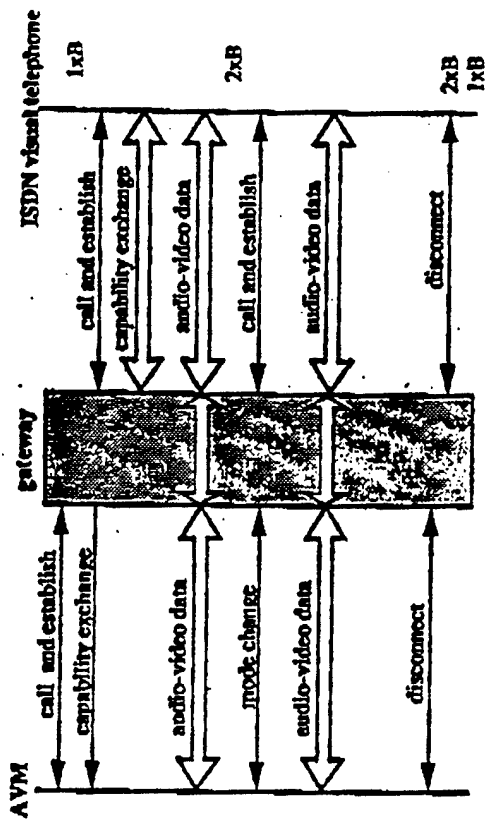 AVM
gateway
ISDN visual telephone
call and establish
capability exchange
audio-video data
mode change
audio-video data
disconnect
call and establish
capability exchange
audio-video data
call and establish
audio-video data
disconnect
1xB
2xB
2xB
1xB